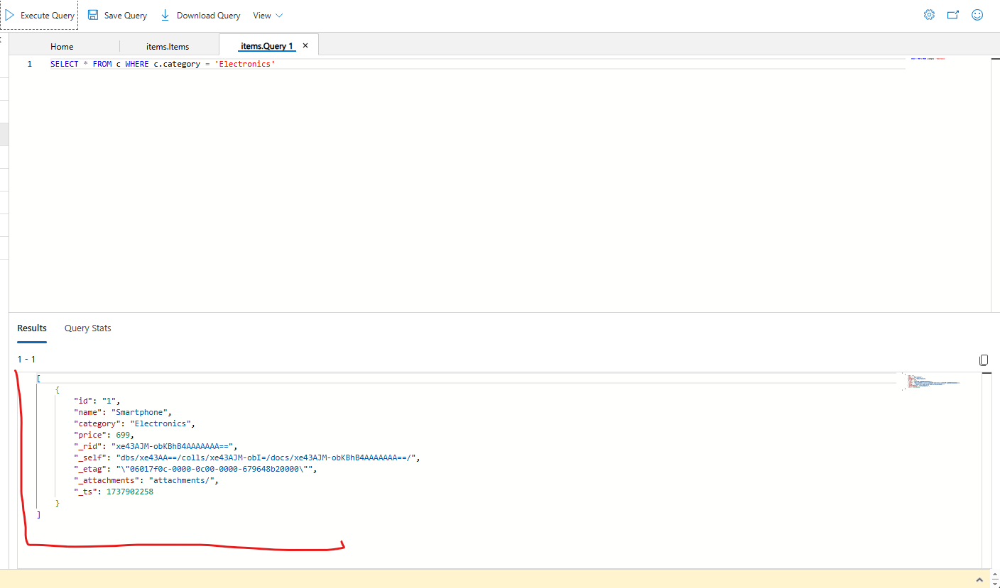 Execute Query Save Query Download Query View
Home items.Items items.Query 1
1 SELECT * FROM c WHERE c.category = 'Electronics'
Results Query Stats
1 - 1
[
{
"id": "1",
"name": "Smartphone",
"category": "Electronics",
"price": 699,
"_rid": "xe43AJM-obKBhB4AAAAAAA==",
"_self": "dbs/xe43AA==/colls/xe43AJM-obI=/docs/xe43AJM-obKBhB4AAAAAAA==/",
"_etag": "\"06017f0c-0000-0c00-0000-679648b20000\"",
"_attachments": "attachments/",
"_ts": 1737902258
}
]